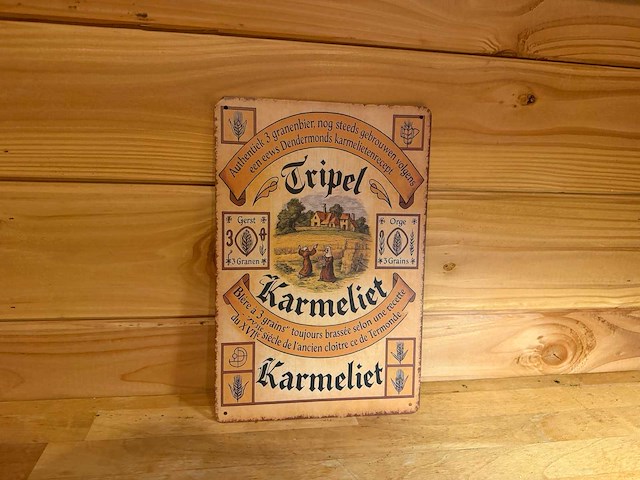 Authentiek 3 granenbier, nog steeds gebrouwen volgens
een eews Dendermonds karmelietenrecept
Tripel
Gerst
3
3 Granen
Orge
3 Grains
Karmeliet
Bière à 3 grains" toujours brassée selon une recette
du XVIIe siècle de l'ancien cloître ce de Termonde
Karmeliet